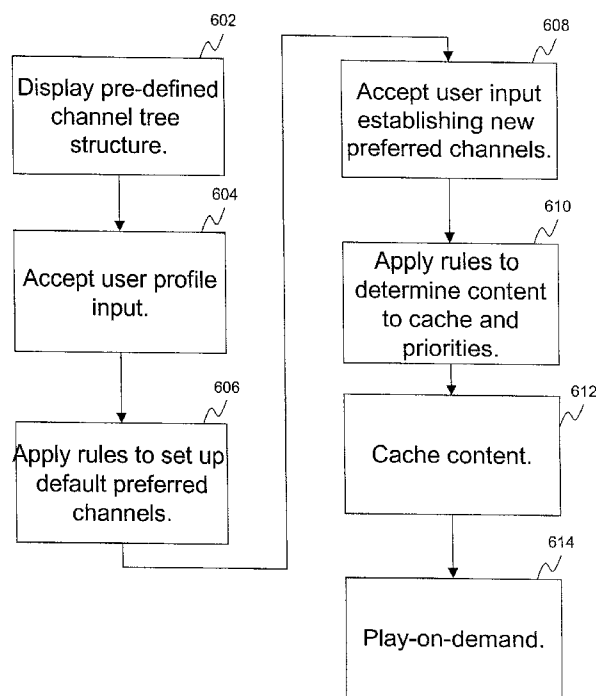 602
Display pre-defined
channel tree
structure.
604
Accept user profile
input.
606
Apply rules to set up
default preferred
channels.
608
Accept user input
establishing new
preferred channels.
610
Apply rules to
determine content
to cache and
priorities.
612
Cache content.
614
Play-on-demand.